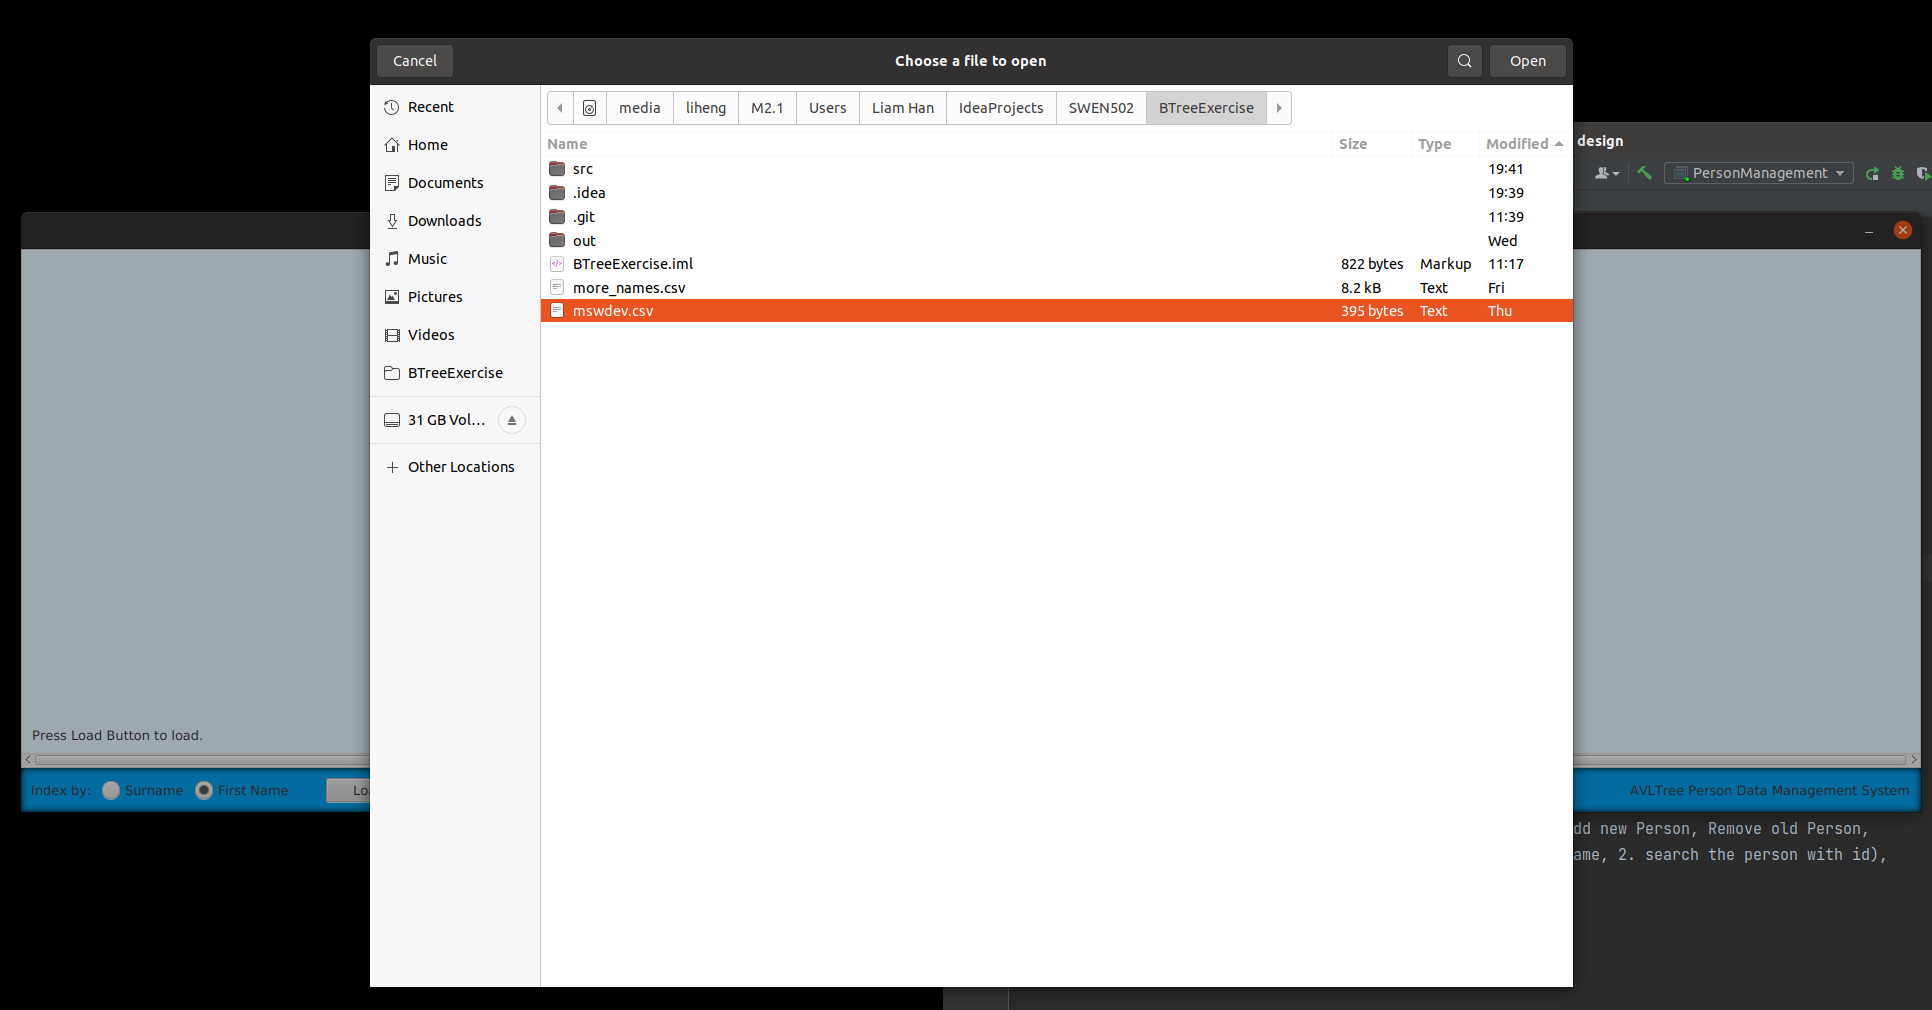 Cancel
Choose a file to open
Open
Recent
Home
Documents
Downloads
Music
Pictures
Videos
BTreeExercise
31 GB Vol…
Other Locations
media liheng M2.1 Users Liam Han IdeaProjects SWEN502 BTreeExercise
Name Size Type Modified
src 19:41
.idea 19:39
.git 11:39
out Wed
BTreeExercise.iml 822 bytes Markup 11:17
more_names.csv 8.2 kB Text Fri
mswdev.csv 395 bytes Text Thu
design
PersonManagement
Press Load Button to load.
Index by: Surname First Name Lo
AVLTree Person Data Management System
dd new Person, Remove old Person,
ame, 2. search the person with id),